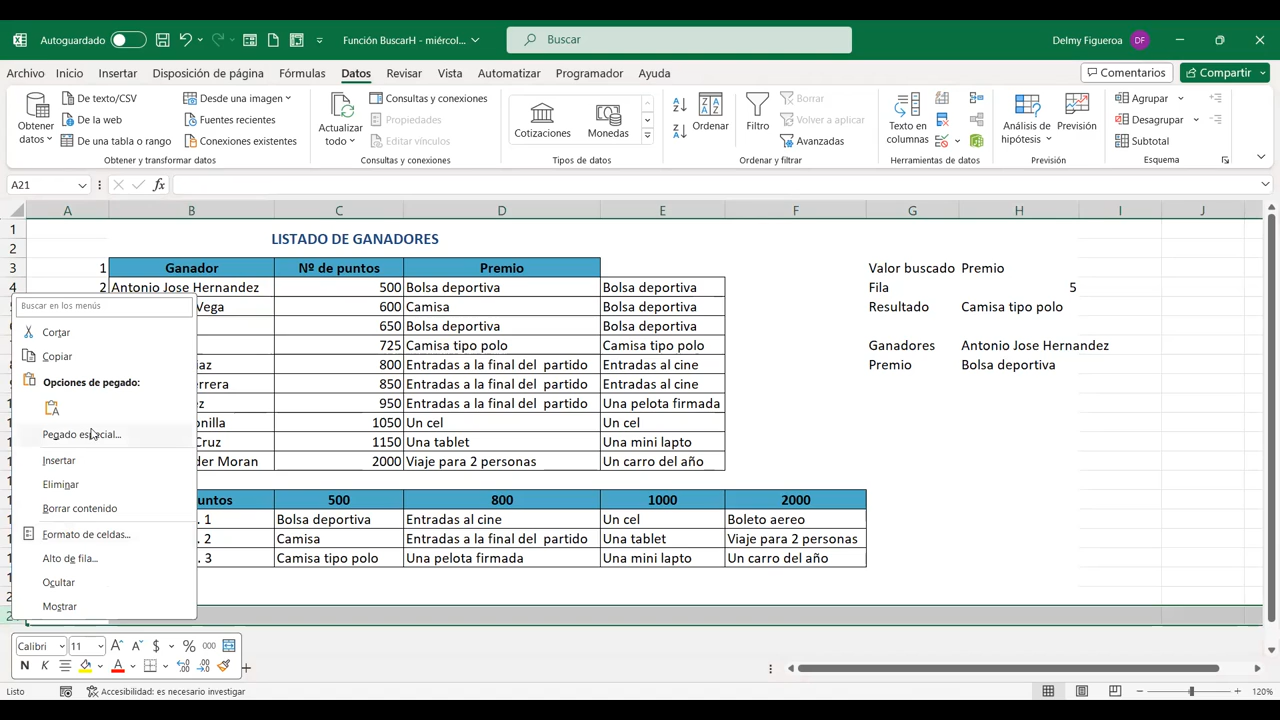 Autoguardado
Función BuscarH - miércol...
Buscar
Delmy Figueroa DF
Archivo Inicio Insertar Disposición de página Fórmulas Datos Revisar Vista Automatizar Programador Ayuda
Comentarios Compartir
Obtener datos
De texto/CSV
De la web
De una tabla o rango
Desde una imagen
Fuentes recientes
Conexiones existentes
Obtener y transformar datos
Actualizar todo
Consultas y conexiones
Propiedades
Editar vínculos
Consultas y conexiones
Cotizaciones Monedas
Tipos de datos
Ordenar Filtro
Borrar
Volver a aplicar
Avanzadas
Ordenar y filtrar
Texto en columnas
Herramientas de datos
Análisis de hipótesis
Previsión
Previsión
Agrupar
Desagrupar
Subtotal
Esquema
A21 fx
A B C D E F G H I J
1 LISTADO DE GANADORES
2
3 1 Ganador Nº de puntos Premio Valor buscado Premio
4 2 Antonio Jose Hernandez 500 Bolsa deportiva Bolsa deportiva Fila 5
Vega 600 Camisa Camisa Resultado Camisa tipo polo
650 Bolsa deportiva Bolsa deportiva
725 Camisa tipo polo Camisa tipo polo Ganadores Antonio Jose Hernandez
800 Entradas a la final del partido Entradas al cine Premio Bolsa deportiva
850 Entradas a la final del partido Entradas al cine
950 Entradas a la final del partido Una pelota firmada
1050 Un cel Un cel
Cruz 1150 Una tablet Una mini lapto
Moran 2000 Viaje para 2 personas Un carro del año
500 800 1000 2000
. 1 Bolsa deportiva Entradas al cine Un cel Boleto aereo
. 2 Camisa Entradas a la final del partido Una tablet Viaje para 2 personas
. 3 Camisa tipo polo Una pelota firmada Una mini lapto Un carro del año
Buscar en los menús
Cortar
Copiar
Opciones de pegado:
Pegado especial...
Insertar
Eliminar
Borrar contenido
Formato de celdas...
Alto de fila...
Ocultar
Mostrar
Calibri 11 A A $ % 000
N K A
Listo Accesibilidad: es necesario investigar 120%